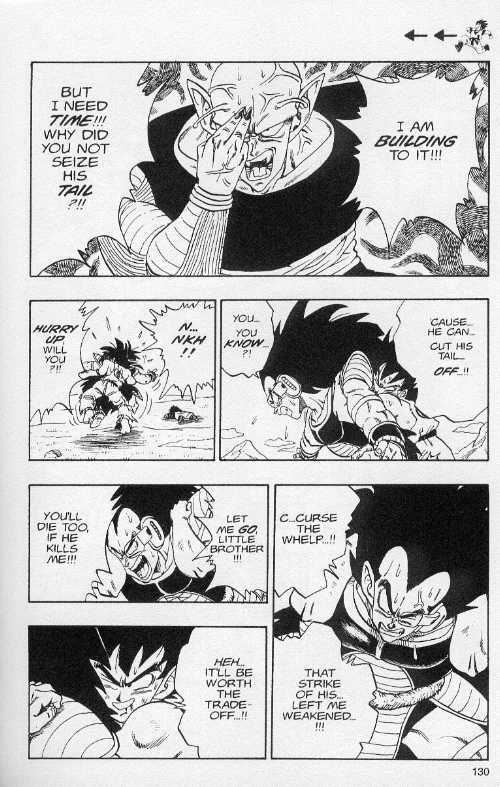 I AM
BUILDING
TO IT!!!
BUT
I NEED
TIME!!!
WHY DID
YOU NOT
SEIZE
HIS
TAIL
?!!
'CAUSE...
HE CAN...
CUT HIS
TAIL...
OFF...!!
YOU...
YOU
KNOW...
?!
N...
NKH
!!
HURRY
UP,
WILL
YOU
?!!
C...CURSE
THE
WHELP...!!
THAT
STRIKE
OF HIS...
LEFT ME
WEAKENED...
!!!
LET
ME GO,
LITTLE
BROTHER
!!!
YOU'LL
DIE TOO,
IF HE
KILLS
ME!!!
HEH...
IT'LL BE
WORTH
THE
TRADE-
OFF...!!
130